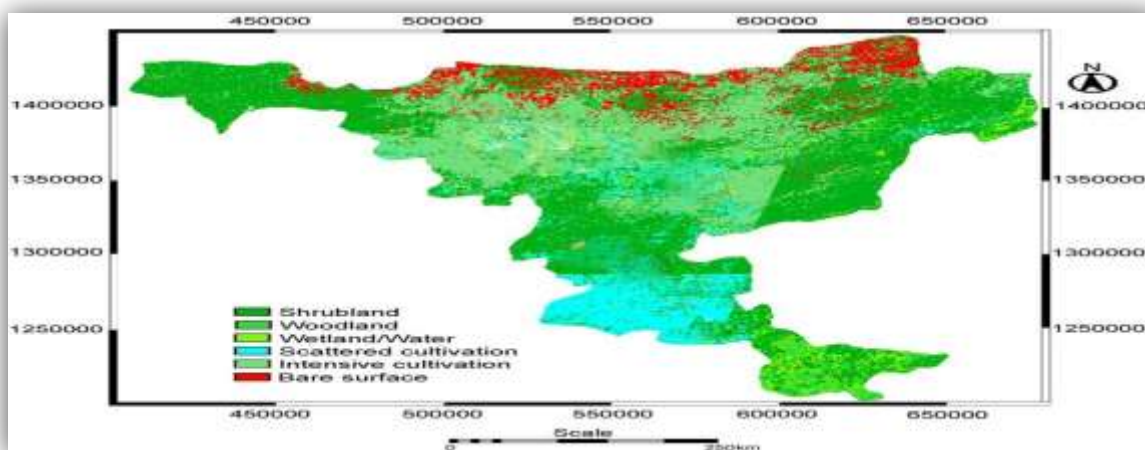 450000 500000 550000 600000 650000
N
1400000 1400000
1350000 1350000
1300000 1300000
1250000 1250000
Shrubland
Woodland
Wetland/Water
Scattered cultivation
Intensive cultivation
Bare surface
450000 500000 550000 600000 650000
Scale
0 250km